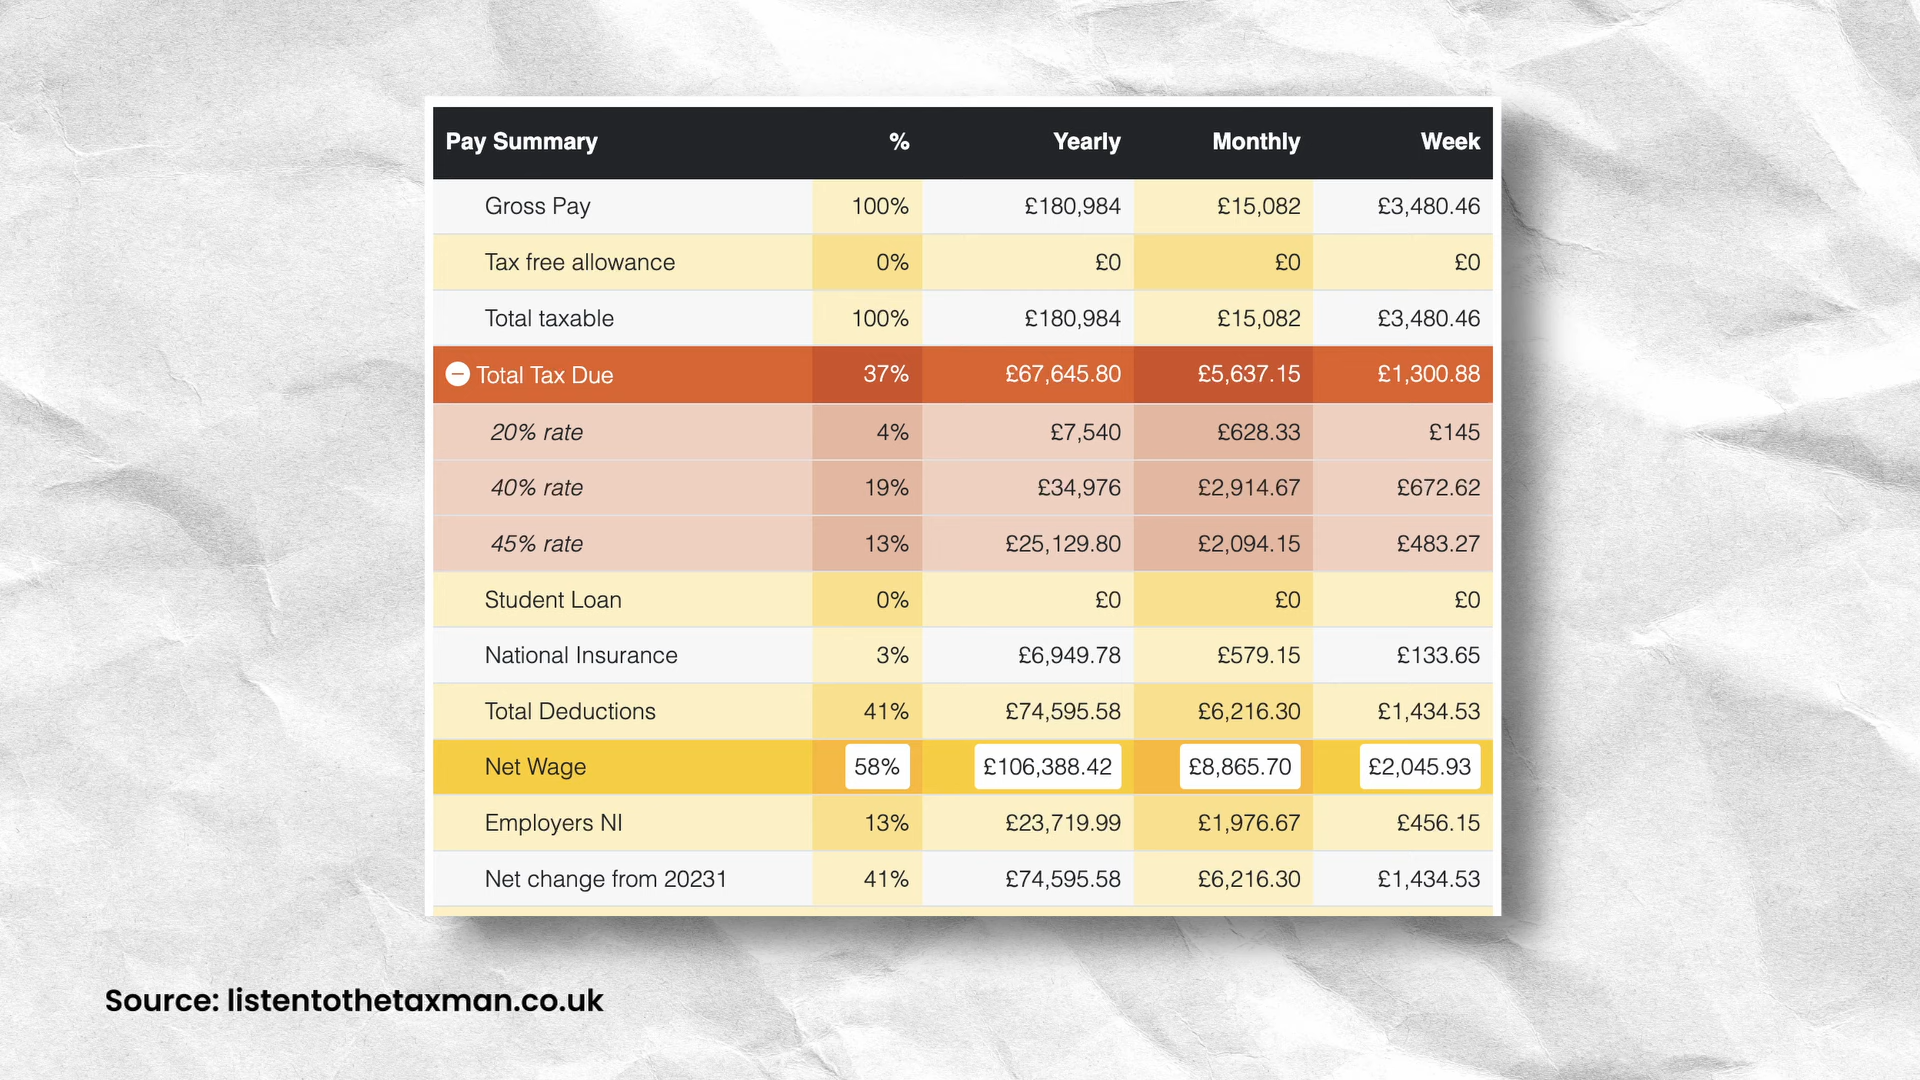 Pay Summary % Yearly Monthly Week
Gross Pay 100% £180,984 £15,082 £3,480.46
Tax free allowance 0% £0 £0 £0
Total taxable 100% £180,984 £15,082 £3,480.46
Total Tax Due 37% £67,645.80 £5,637.15 £1,300.88
20% rate 4% £7,540 £628.33 £145
40% rate 19% £34,976 £2,914.67 £672.62
45% rate 13% £25,129.80 £2,094.15 £483.27
Student Loan 0% £0 £0 £0
National Insurance 3% £6,949.78 £579.15 £133.65
Total Deductions 41% £74,595.58 £6,216.30 £1,434.53
Net Wage 58% £106,388.42 £8,865.70 £2,045.93
Employers NI 13% £23,719.99 £1,976.67 £456.15
Net change from 20231 41% £74,595.58 £6,216.30 £1,434.53
Source: listentothetaxman.co.uk